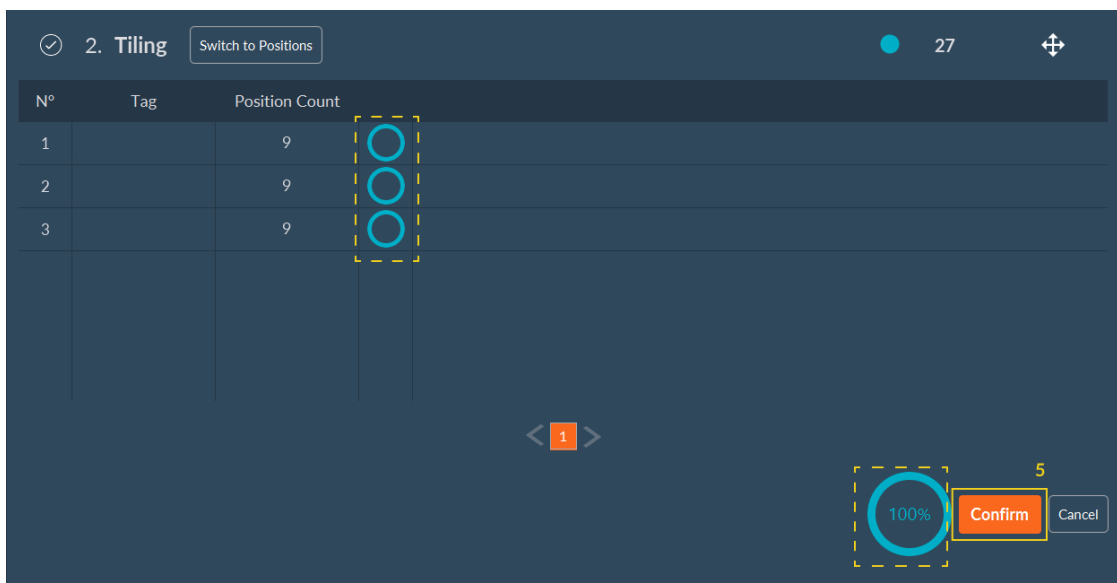 2. Tiling Switch to Positions 27
N° Tag Position Count
1 9
2 9
3 9
1
5
100% Confirm Cancel